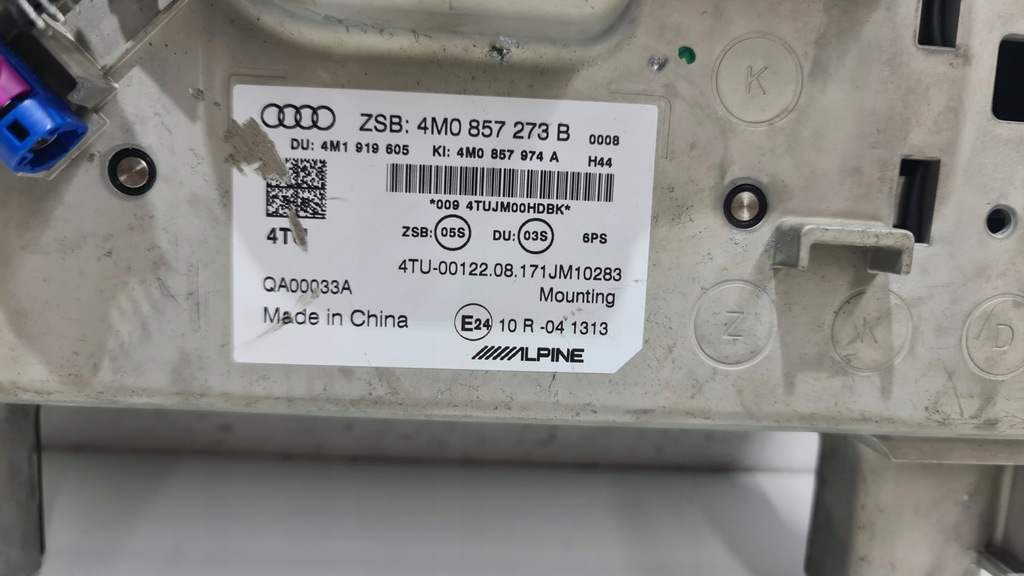 ZSB: 4M0 857 273 B 0008
DU: 4M1 919 605 KI: 4M0 857 974 A H44
*009 4TUJM00HDBK*
4TU
ZSB: 05S DU: 03S 6PS
4TU-00122.08.171JM10283
QA00033A
Mounting
Made in China
E24 10 R -04 1313
ALPINE
K
Z
K
D